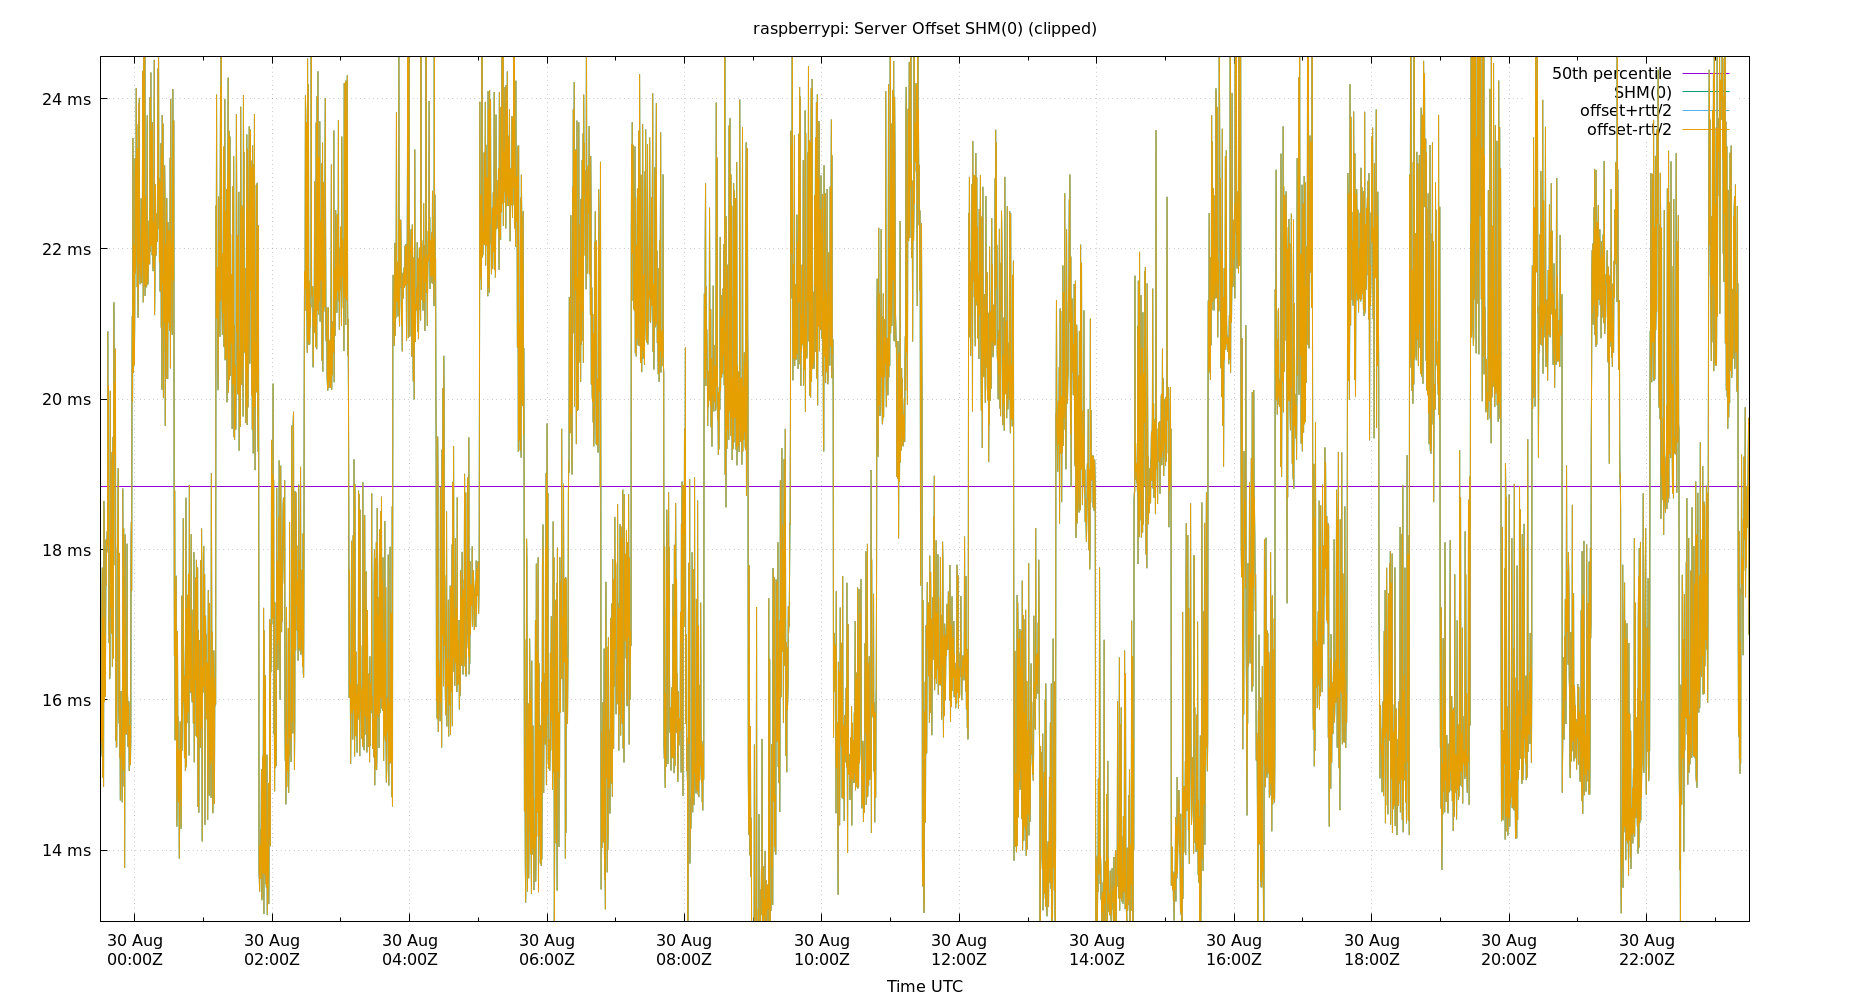 raspberrypi: Server Offset SHM(0) (clipped)
50th percentile
SHM(0)
offset+rtt/2
offset-rtt/2
24 ms
22 ms
20 ms
18 ms
16 ms
14 ms
30 Aug 30 Aug 30 Aug 30 Aug 30 Aug 30 Aug 30 Aug 30 Aug 30 Aug 30 Aug 30 Aug 30 Aug
00:00Z 02:00Z 04:00Z 06:00Z 08:00Z 10:00Z 12:00Z 14:00Z 16:00Z 18:00Z 20:00Z 22:00Z
Time UTC